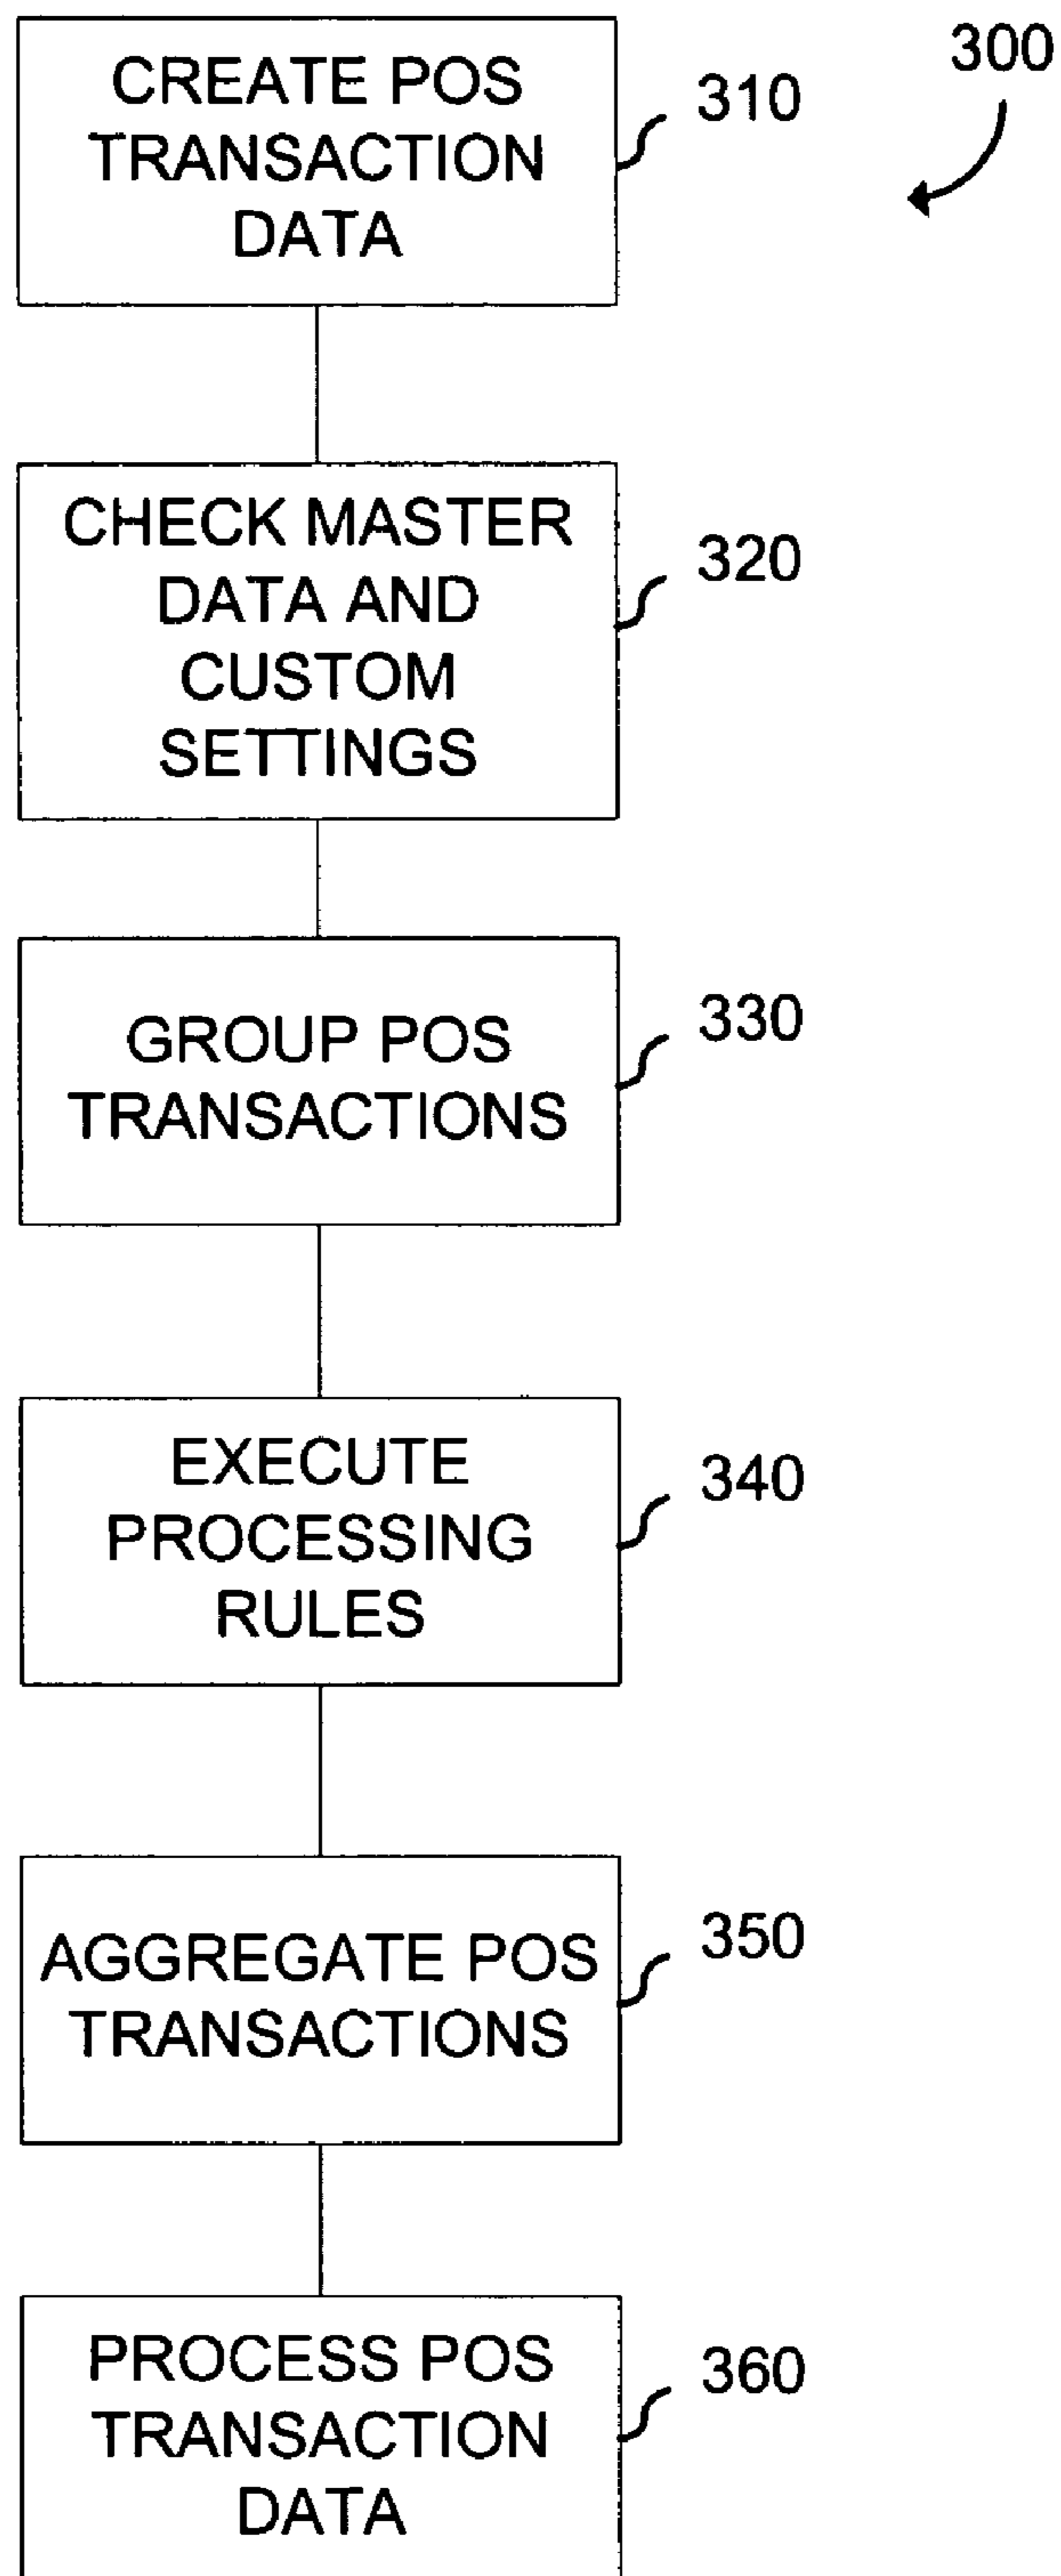 300
CREATE POS
TRANSACTION
DATA
310
CHECK MASTER
DATA AND
CUSTOM
SETTINGS
320
GROUP POS
TRANSACTIONS
330
EXECUTE
PROCESSING
RULES
340
AGGREGATE POS
TRANSACTIONS
350
PROCESS POS
TRANSACTION
DATA
360